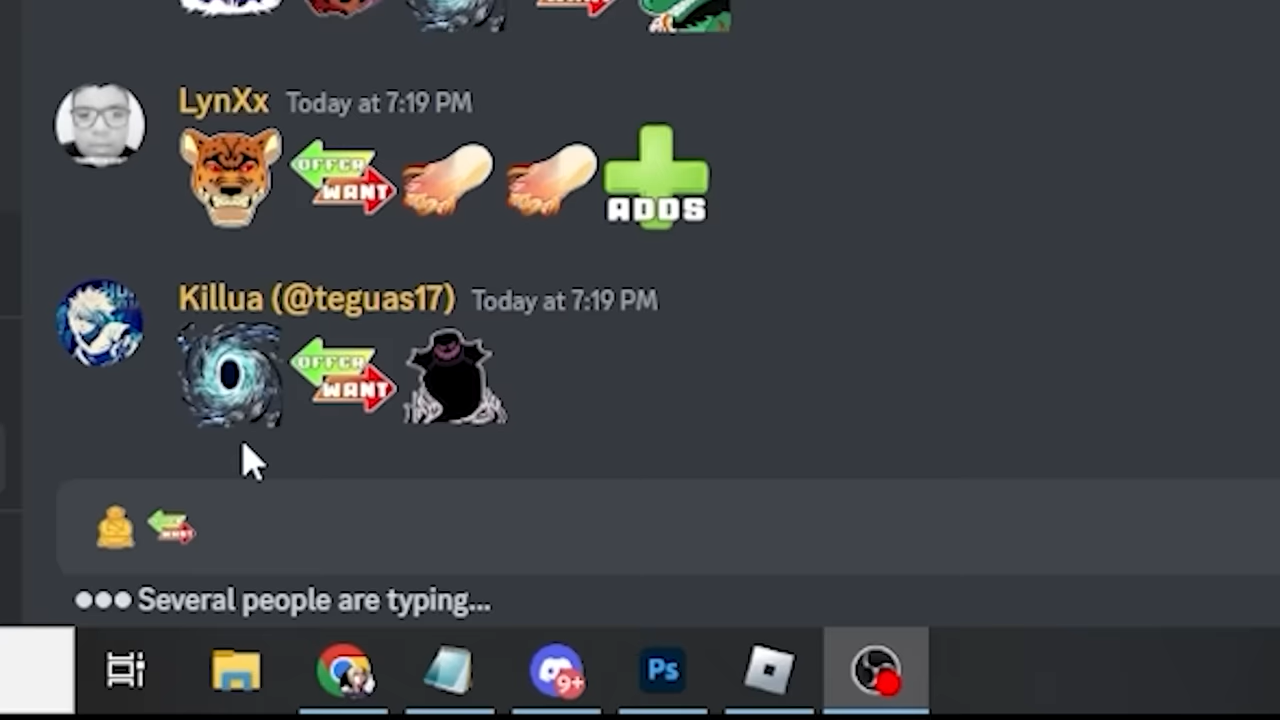 LynXx Today at 7:19 PM
OFFER WANT ADDS
Killua (@teguas17) Today at 7:19 PM
OFFER WANT
Several people are typing...
9+ Ps